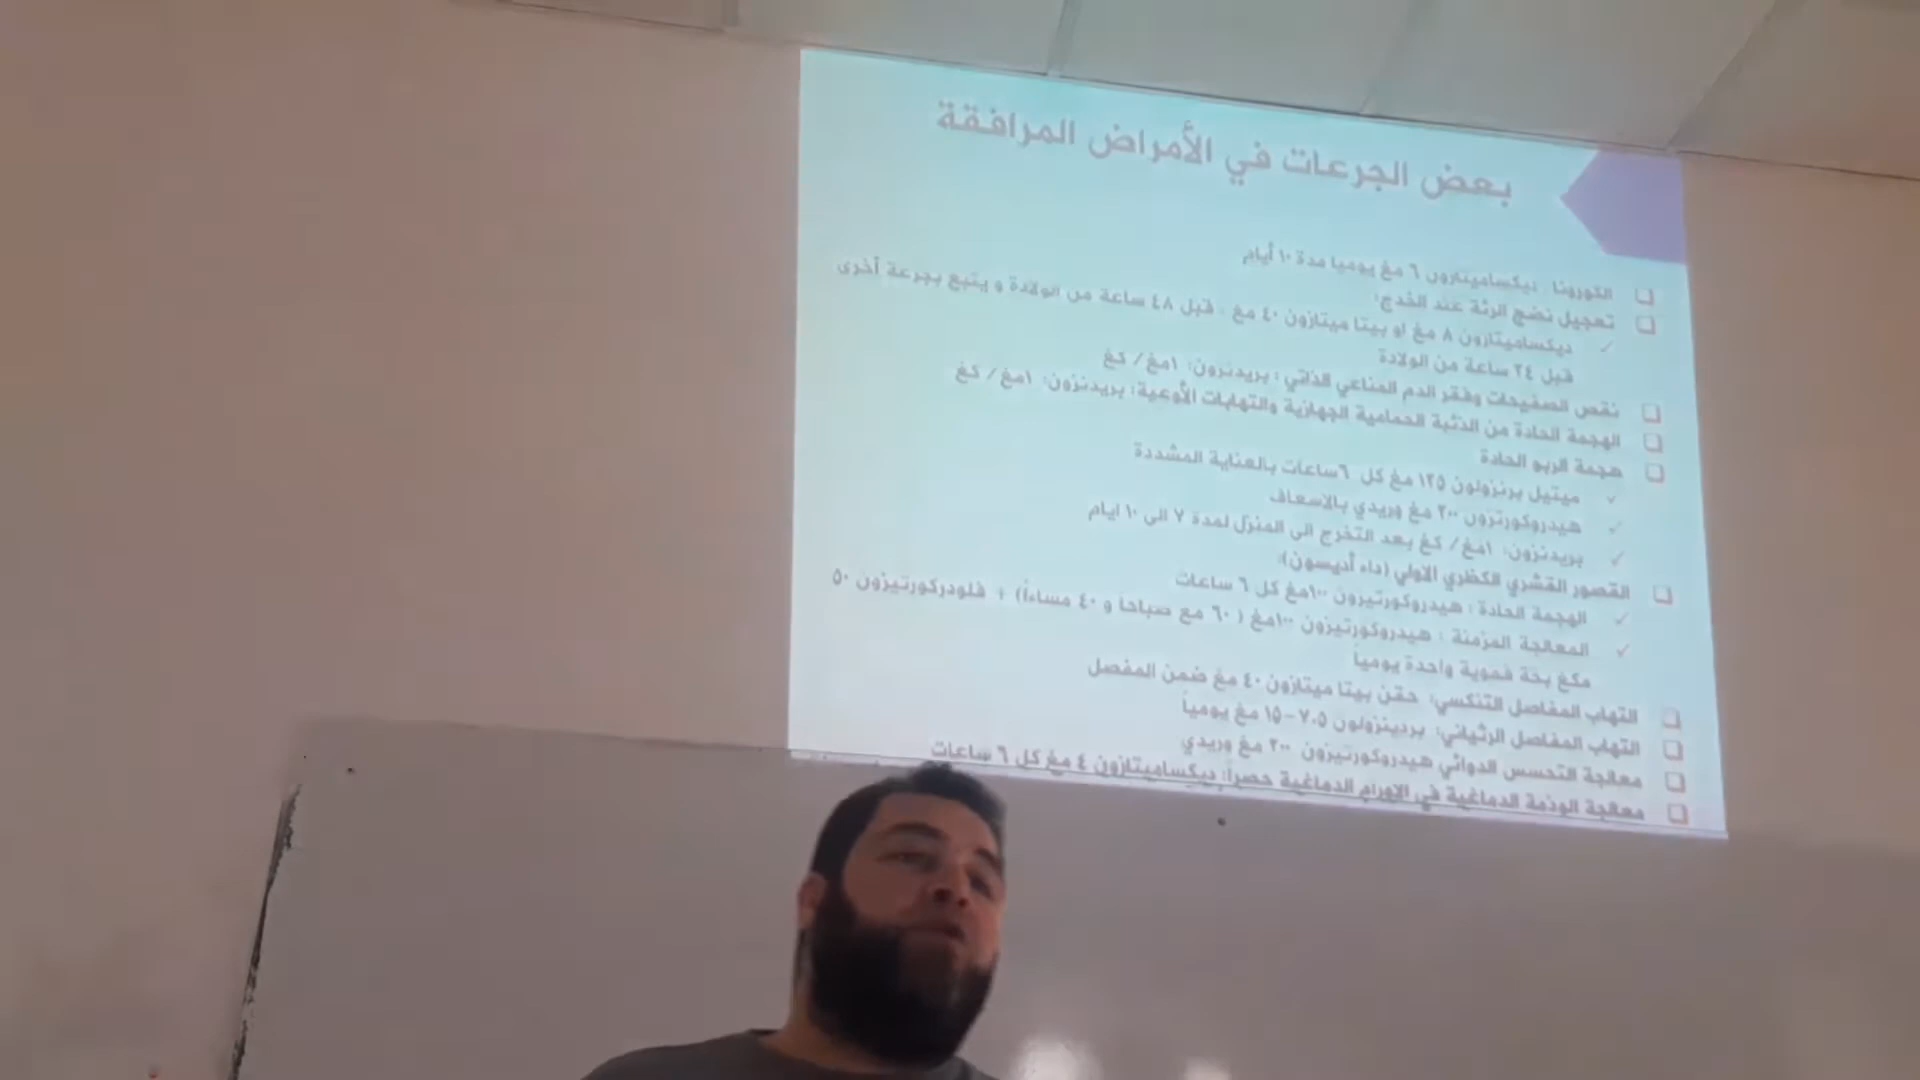 بعض الجرعات في الأمراض المرافقة
الكورونا ديكساميتازون ٦ مغ يوميا مدة ١٠ أيام
تعجيل نضج الرئة عند الخدج:
ديكساميتازون ٨ مغ او بيتا ميتازون ٤٠ مغ ، قبل ٤٨ ساعة من الولادة و يتبع بجرعة أخرى
قبل ٢٤ ساعة من الولادة
نقص الصفيحات وفقر الدم المناعي الذاتي : بريدنزون: ١مغ/ كغ
الهجمة الحادة من الذئبة الحمامية الجهازية والتهابات الأوعية: بريدنزون: ١مغ/ كغ
هجمة الربو الحادة
ميتيل برنزولون ١٢٥ مغ كل ٦ساعات بالعناية المشددة
هيدروكورتزون ٢٠٠ مغ وريدي بالاسعاف
بريدنزون: ١مغ/ كغ بعد التخرج الى المنزل لمدة ٧ الى ١٠ ايام
القصور القشري الكظري الاولي (داء أديسون):
الهجمة الحادة : هيدروكورتيزون ١٠٠مغ كل ٦ ساعات
المعالجة المزمنة : هيدروكورتيزون ١٠٠مغ ( ٦٠ مع صباحاً و ٤٠ مساءاً) + فلودركورتيزون ٥٠
مكغ بخة فموية واحدة يومياً
التهاب المفاصل التنكسي: حقن بيتا ميتازون ٤٠ مغ ضمن المفصل
التهاب المفاصل الرثياني: بردينزولون ٧.٥ – ١٥ مغ يومياً
معالجة التحسس الدوائي هيدروكورتيزون ٢٠٠ مغ وريدي
معالجة الوذمة الدماغية في الاورام الدماغية حصرا: ديكساميتازون ٤ مغ كل ٦ ساعات